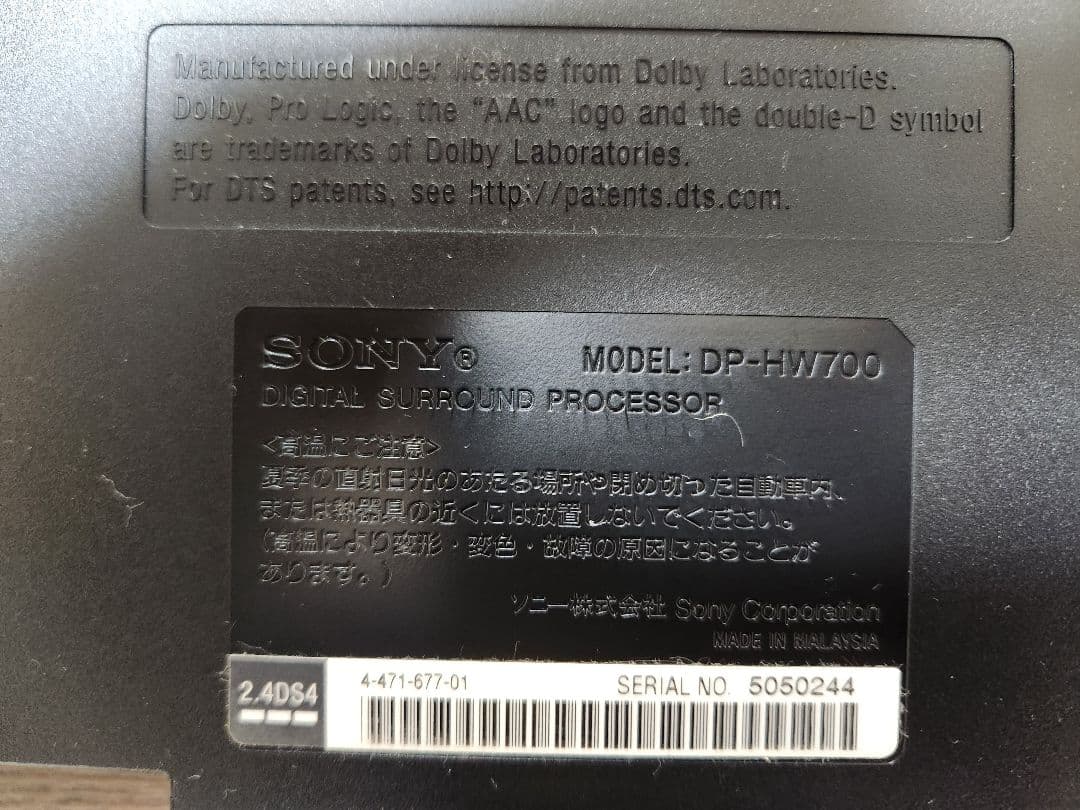 Manufactured under license from Dolby Laboratories.
Dolby, Pro Logic, the "AAC" logo and the double-D symbol
are trademarks of Dolby Laboratories.
For DTS patents, see http://patents.dts.com.
SONY® MODEL: DP-HW700
DIGITAL SURROUND PROCESSOR
<高温にご注意>
夏季の直射日光のあたる場所や閉め切った自動車内、
または熱器具の近くには放置しないでください。
(高温により変形・変色・故障の原因になることが
あります。)
ソニー株式会社 Sony Corporation
MADE IN MALAYSIA
2.4DS4
4-471-677-01 SERIAL NO. 5050244